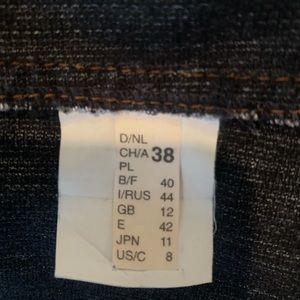 D/NL
CH/A 38
PL
B/F 40
I/RUS 44
GB 12
E 42
JPN 11
US/C 8